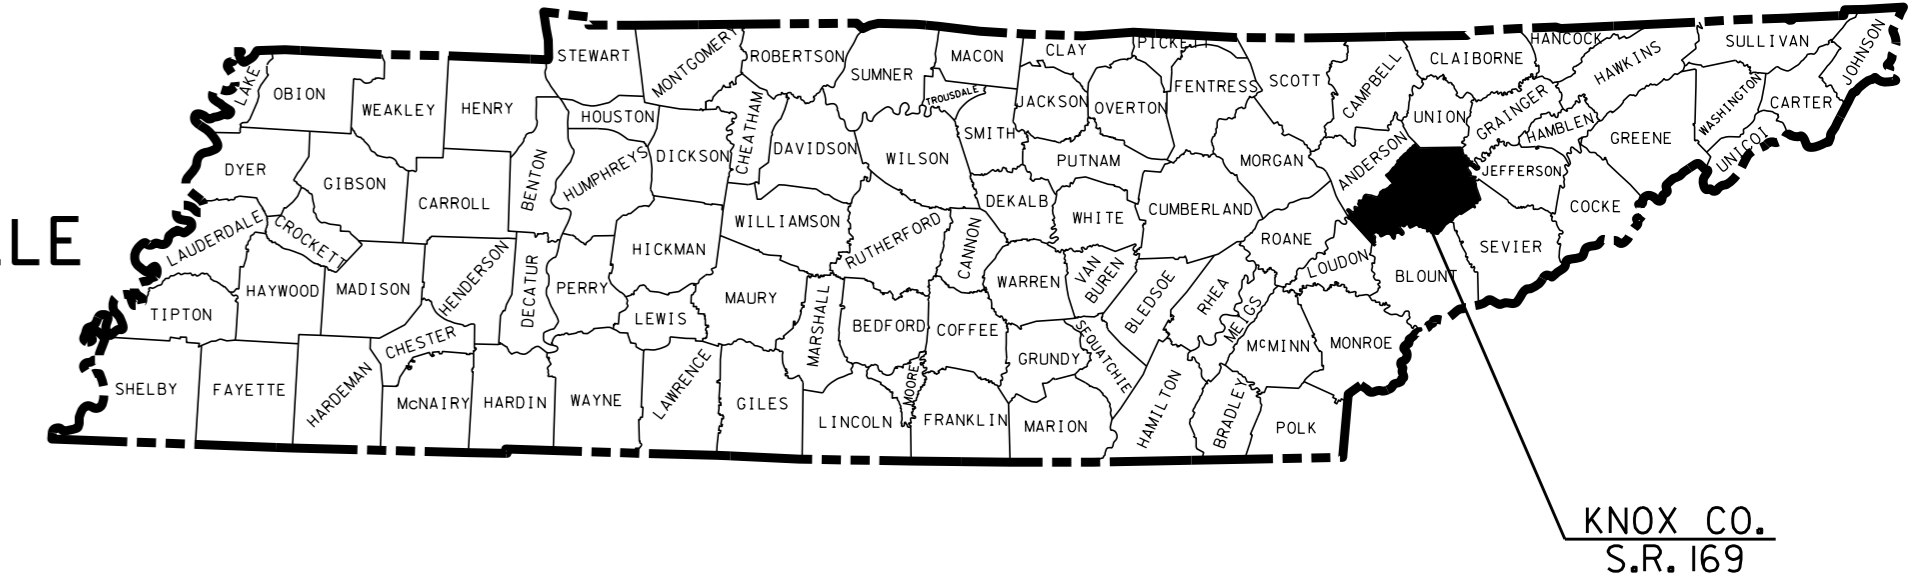 LLE
STEWART
MONTGOMERY
ROBERTSON
SUMNER
MACON
CLAY
PICKETT
FENTRESS
SCOTT
CAMPBELL
CLAIBORNE
HANCOCK
HAWKINS
SULLIVAN
JOHNSON
LAKE
OBION
WEAKLEY
HENRY
HOUSTON
CHEATHAM
TROUSDALE
SMITH
JACKSON
OVERTON
UNION
GRAINGER
HAMBLEN
GREENE
WASHINGTON
CARTER
UNICOI
DYER
GIBSON
CARROLL
BENTON
HUMPHREYS
DICKSON
DAVIDSON
WILSON
PUTNAM
MORGAN
ANDERSON
JEFFERSON
COCKE
LAUDERDALE
CROCKETT
HENDERSON
DECATUR
PERRY
HICKMAN
WILLIAMSON
RUTHERFORD
CANNON
DEKALB
WHITE
CUMBERLAND
ROANE
LOUDON
BLOUNT
SEVIER
TIPTON
HAYWOOD
MADISON
CHESTER
LEWIS
MAURY
MARSHALL
BEDFORD
COFFEE
WARREN
VAN
BUREN
BLEDSOE
RHEA
MEIGS
McMINN
MONROE
SHELBY
FAYETTE
HARDEMAN
McNAIRY
HARDIN
WAYNE
LAWRENCE
GILES
LINCOLN
MOORE
FRANKLIN
GRUNDY
SEQUATCHIE
MARION
HAMILTON
BRADLEY
POLK
KNOX CO.
S.R. 169